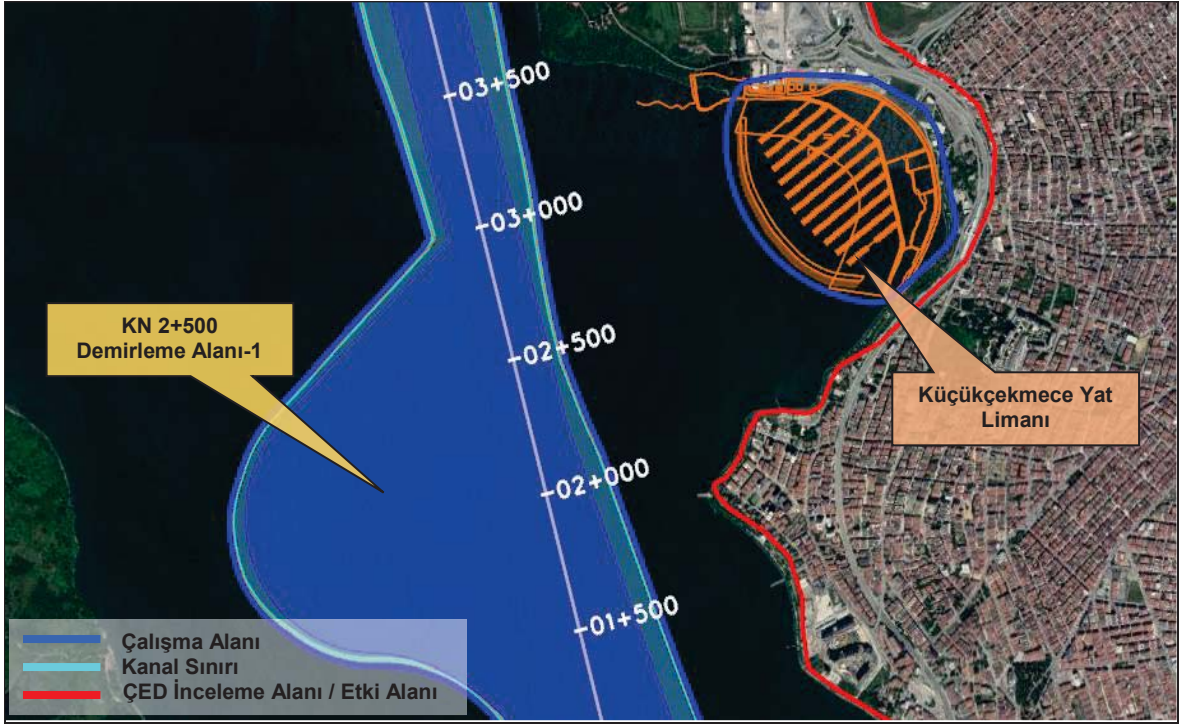 03+500
03+000
KN 2+500
Demirleme Alanı-1
02+500
Küçükçekmece Yat
Limanı
02+000
01+500
Çalışma Alanı
Kanal Sınırı
ÇED İnceleme Alanı / Etki Alanı